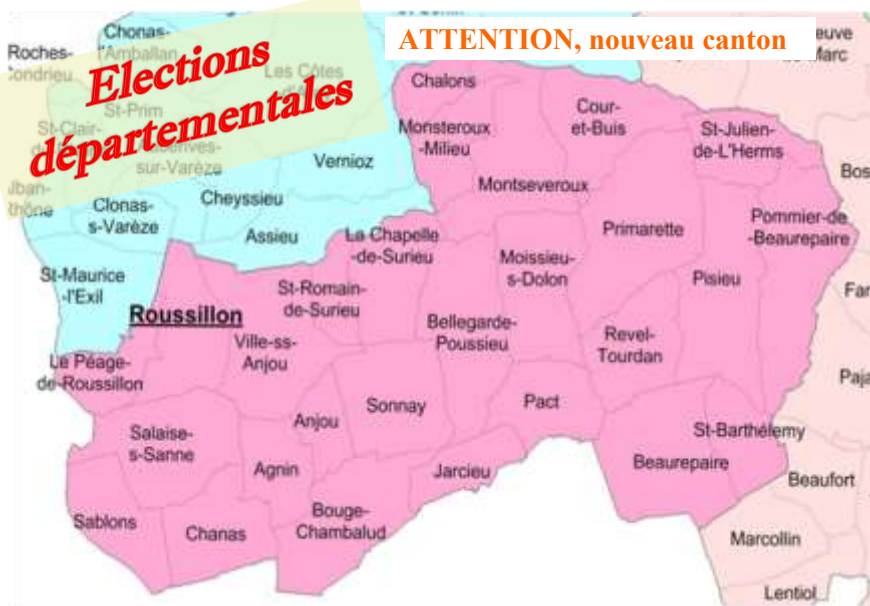 Chonas-
l'Amballan
Roches-
Condrieu
Elections
départementales
ATTENTION, nouveau canton
Les Côtes
St-Prim
St-Clair-
sur-Varèze
Vernioz
Clonas-
s-Varèze
Cheyssieu
Assieu
St-Maurice
-l'Exil
Chalons
Monsteroux
-Milieu
Cour-
et-Buis
St-Julien-
de-L'Herms
Montseveroux
Primarette
Pommier-de
-Beaurepaire
La Chapelle
-de-Surieu
Moissieu-
s-Dolon
Pisieu
St-Romain-
de-Surieu
Roussillon
Ville-ss-
Anjou
Bellegarde-
Poussieu
Revel-
Tourdan
Le Péage-
de-Roussillon
Sonnay
Pact
Anjou
Salaise-
s-Sanne
St-Barthélemy
Agnin
Jarcieu
Beaurepaire
Beaufort
Sablons
Chanas
Bouge-
Chambalud
Marcollin
Lentiol